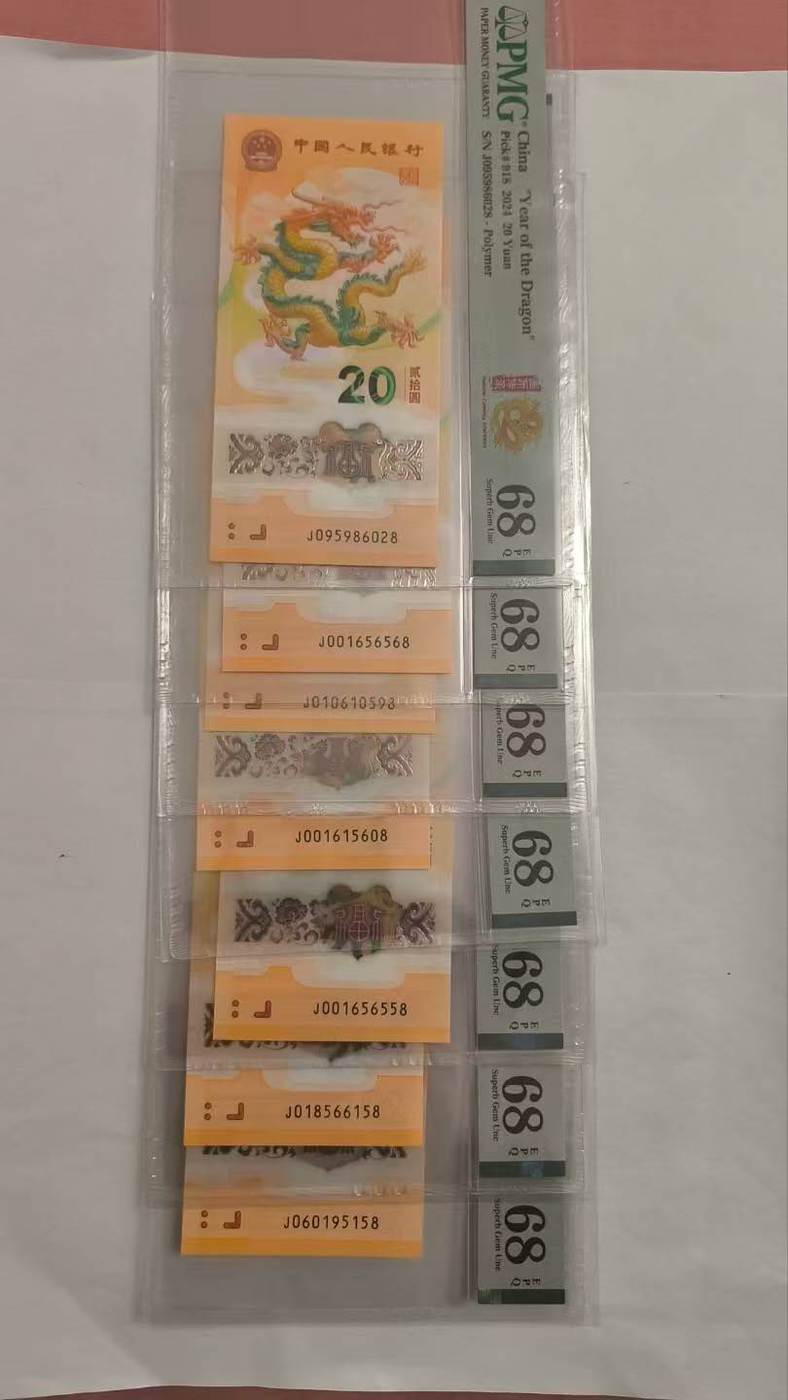 中国人民银行
20
贰拾圆
J095986028
PMG
PAPER MONEY GUARANTY
China "Year of the Dragon"
Pick# 918 2024 20 Yuan
S/N J095986028 - Polymer
68 EPQ
Superb Gem Unc
J001656568
68 EPQ
Superb Gem Unc
J010610598
68 EPQ
Superb Gem Unc
J001615608
68 EPQ
Superb Gem Unc
J001656558
68 EPQ
Superb Gem Unc
J018566158
68 EPQ
Superb Gem Unc
J060195158
68 EPQ
Superb Gem Unc